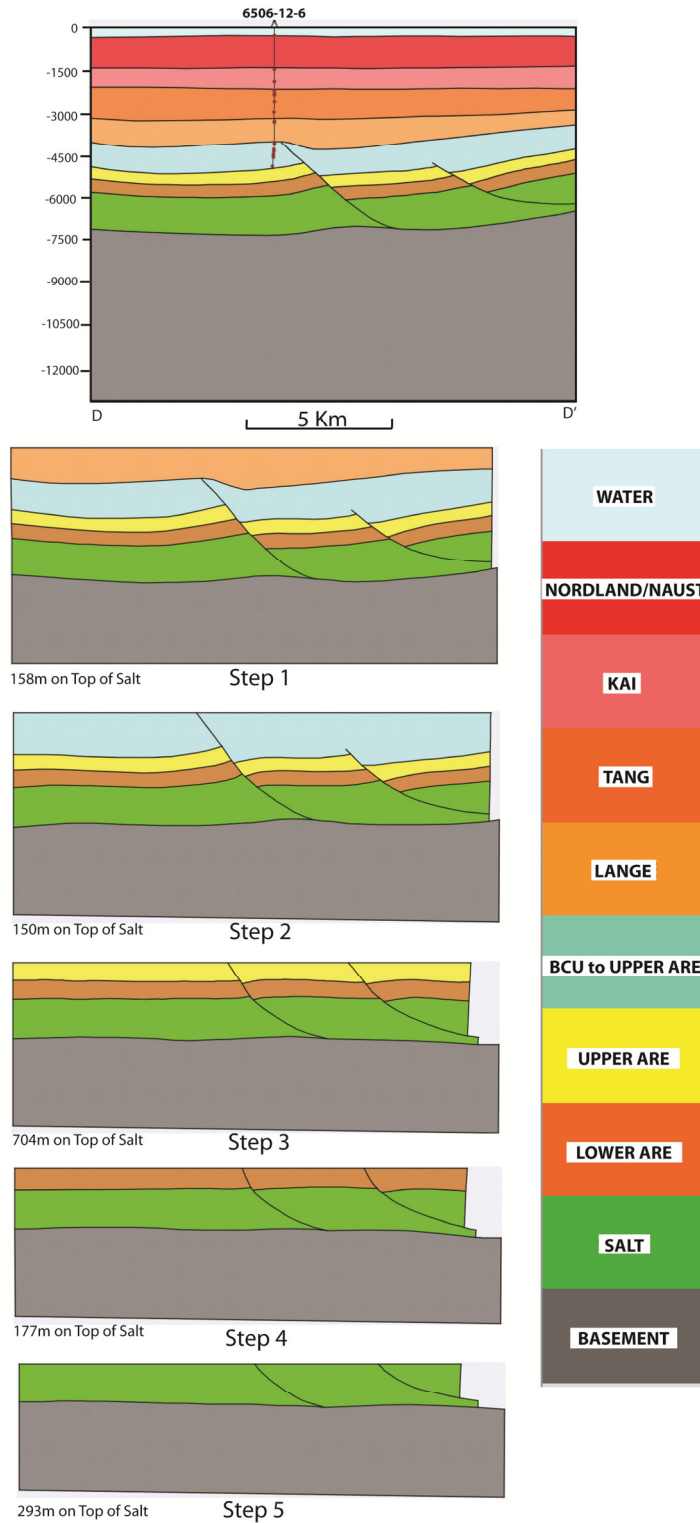 6506-12-6
0
-1500
-3000
-4500
-6000
-7500
-9000
-10500
-12000
D
5 Km
D'
158m on Top of Salt
Step 1
150m on Top of Salt
Step 2
704m on Top of Salt
Step 3
177m on Top of Salt
Step 4
293m on Top of Salt
Step 5
WATER
NORDLAND/NAUST
KAI
TANG
LANGE
BCU to UPPER ARE
UPPER ARE
LOWER ARE
SALT
BASEMENT